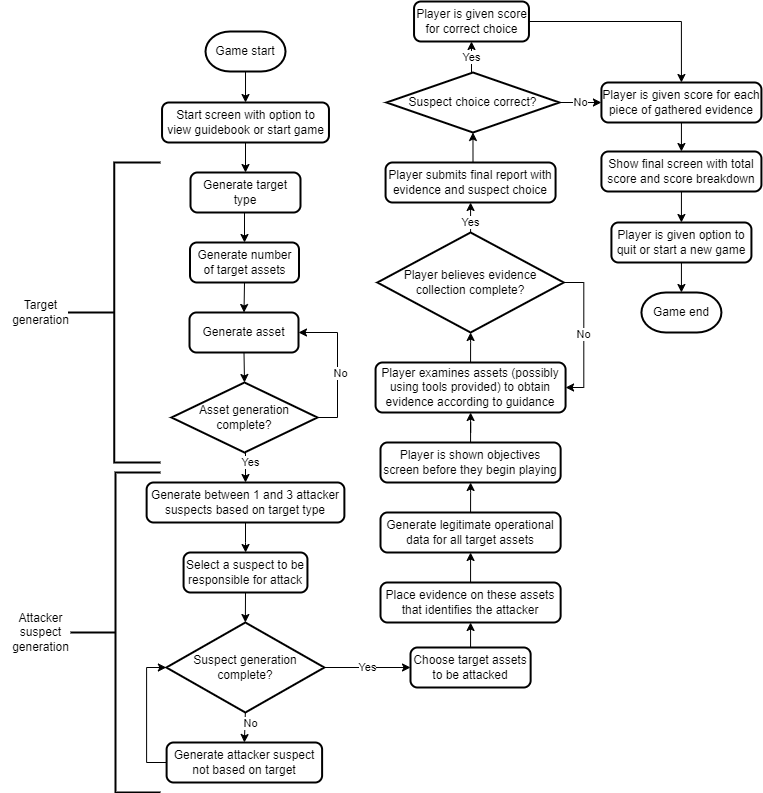 Game start
Start screen with option to
view guidebook or start game
Target
generation
Generate target
type
Generate number
of target assets
Generate asset
No
Asset generation
complete?
Yes
Attacker
suspect
generation
Generate between 1 and 3 attacker
suspects based on target type
Select a suspect to be
responsible for attack
Suspect generation
complete?
No
Generate attacker suspect
not based on target
Yes
Choose target assets
to be attacked
Place evidence on these assets
that identifies the attacker
Generate legitimate operational
data for all target assets
Player is shown objectives
screen before they begin playing
Player examines assets (possibly
using tools provided) to obtain
evidence according to guidance
Player believes evidence
collection complete?
No
Yes
Player submits final report with
evidence and suspect choice
Suspect choice correct?
Yes
Player is given score
for correct choice
No
Player is given score for each
piece of gathered evidence
Show final screen with total
score and score breakdown
Player is given option to
quit or start a new game
Game end